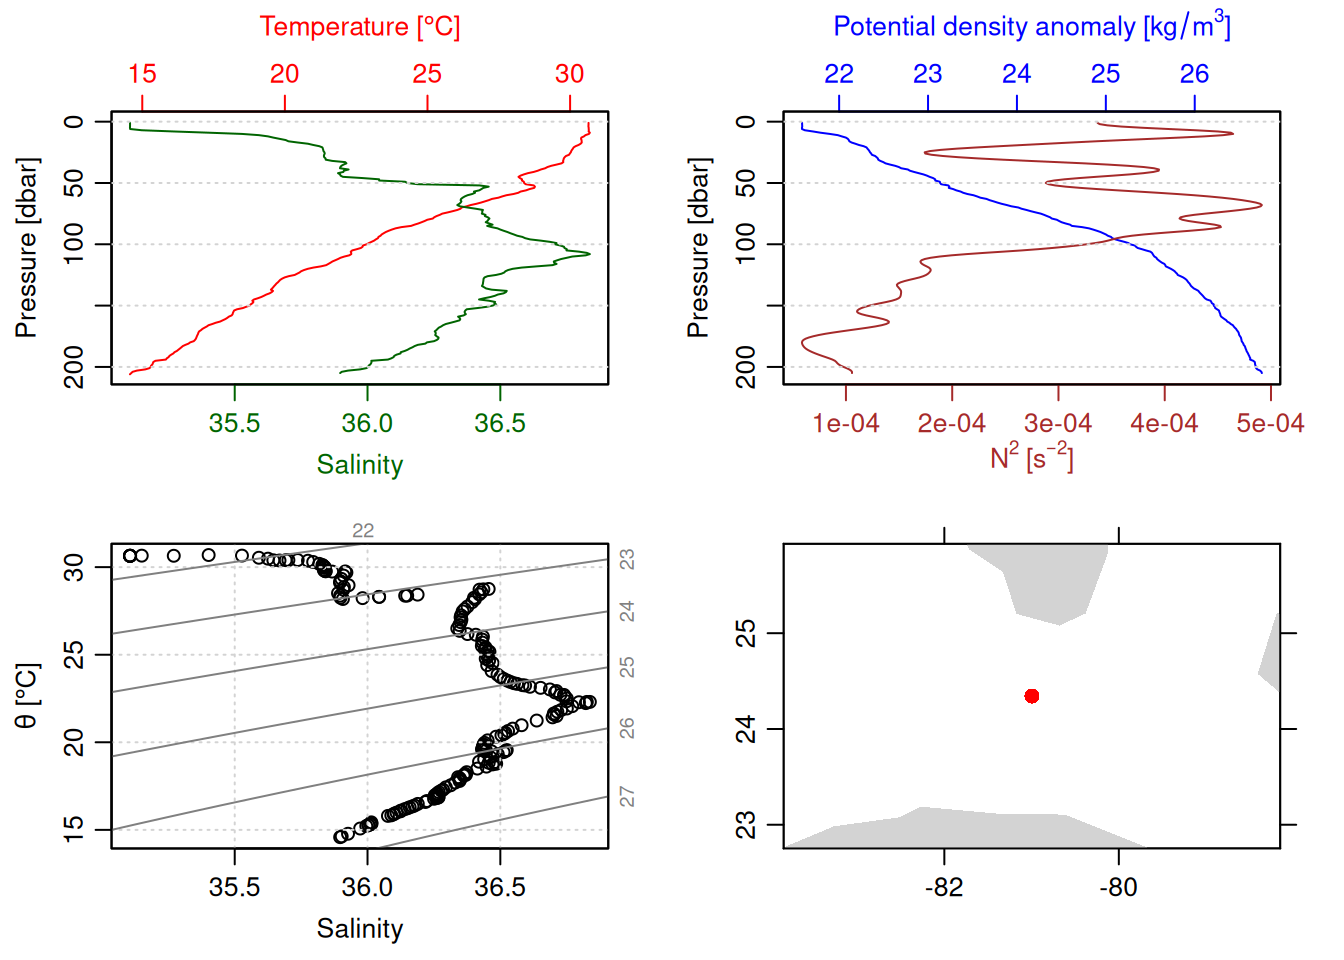 Temperature [°C]
15 20 25 30
Pressure [dbar]
0
50
100
200
35.5 36.0 36.5
Salinity
Potential density anomaly [kg/m³]
22 23 24 25 26
Pressure [dbar]
0
50
100
200
1e-04 2e-04 3e-04 4e-04 5e-04
N² [s⁻²]
22
23
24
25
26
27
θ [°C]
30
25
20
15
35.5 36.0 36.5
Salinity
25
24
23
-82 -80